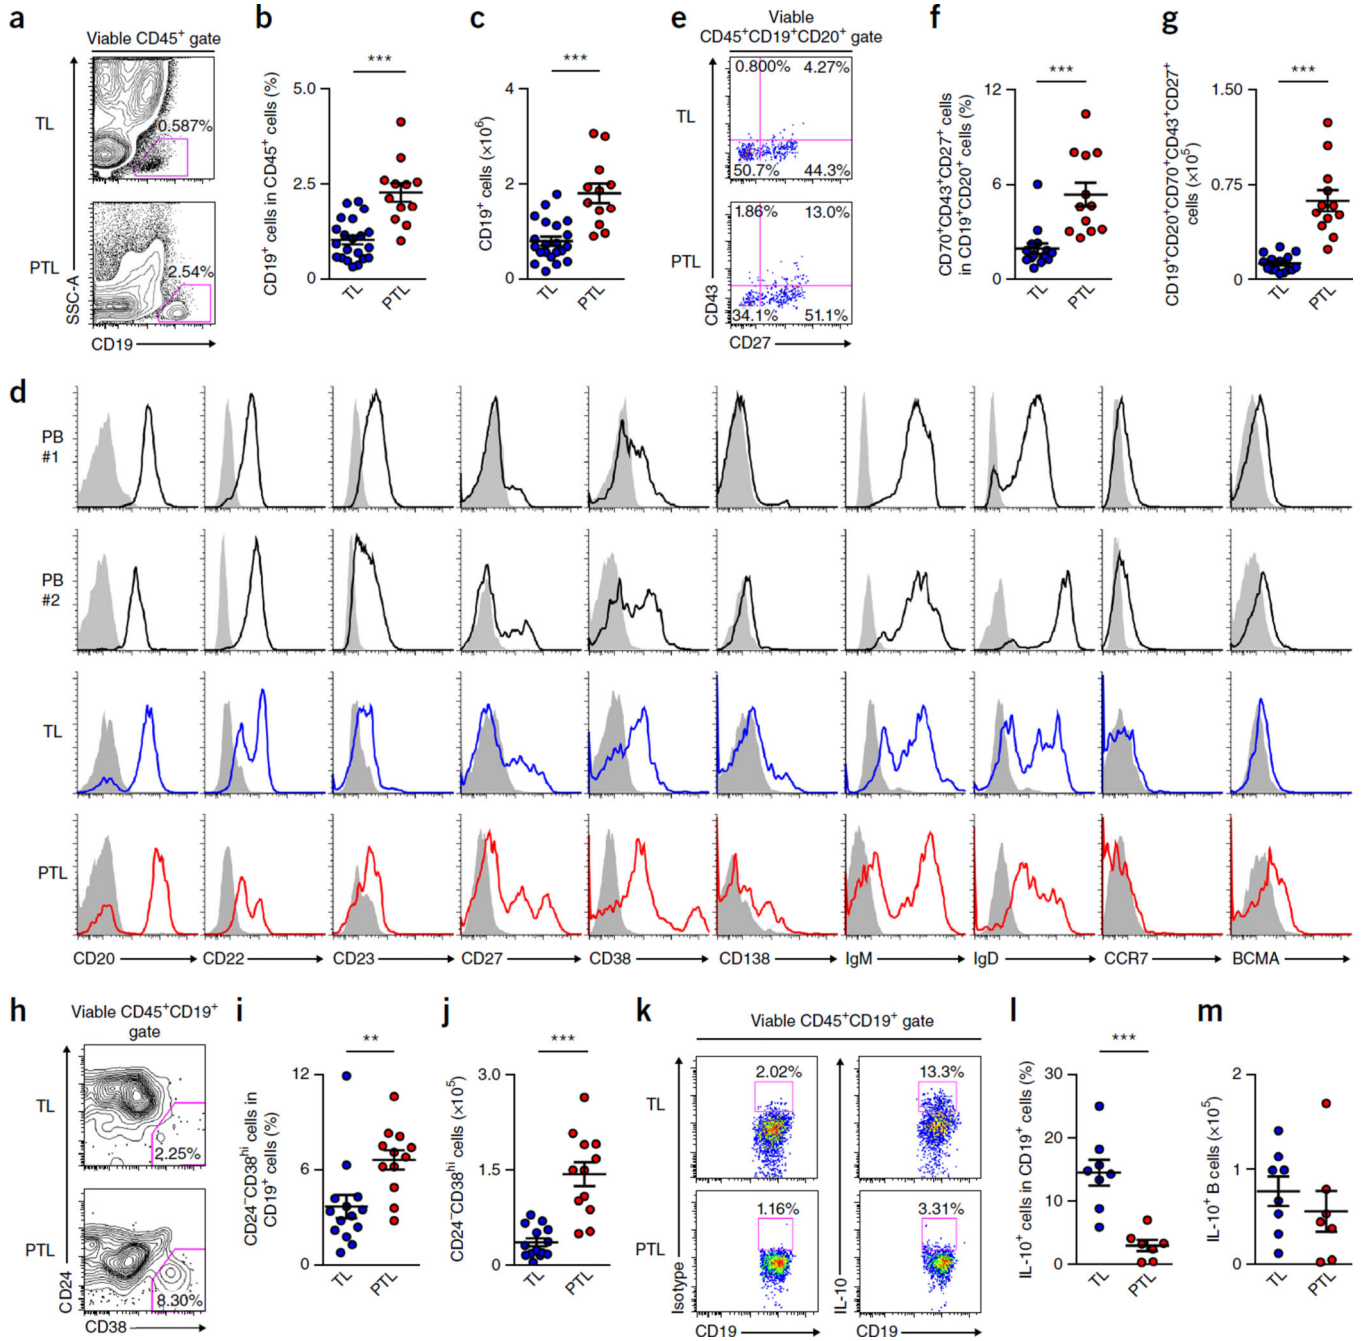 a
Viable CD45⁺ gate
TL
0.587%
PTL
2.54%
SSC-A
CD19
b
***
CD19⁺ cells in CD45⁺ cells (%)
5.0
2.5
0
TL
PTL
c
***
CD19⁺ cells (×10⁶)
4
2
0
TL
PTL
e
Viable
CD45⁺CD19⁺CD20⁺ gate
TL
0.800%
4.27%
50.7%
44.3%
PTL
1.86%
13.0%
34.1%
51.1%
CD43
CD27
f
***
CD70⁺CD43⁺CD27⁺ cells
in CD19⁺CD20⁺ cells (%)
12
6
0
TL
PTL
g
***
CD19⁺CD20⁺CD70⁺CD43⁺CD27⁺
cells (×10⁵)
1.50
0.75
0
TL
PTL
d
PB
#1
PB
#2
TL
PTL
CD20
CD22
CD23
CD27
CD38
CD138
IgM
IgD
CCR7
BCMA
h
Viable CD45⁺CD19⁺
gate
TL
2.25%
PTL
8.30%
CD24
CD38
i
**
CD24⁻CD38ʰⁱ cells in
CD19⁺ cells (%)
12
6
0
TL
PTL
j
***
CD24⁻CD38ʰⁱ cells (×10⁵)
3.0
1.5
0
TL
PTL
k
Viable CD45⁺CD19⁺ gate
TL
2.02%
13.3%
PTL
1.16%
3.31%
Isotype
IL-10
CD19
CD19
l
***
IL-10⁺ cells in CD19⁺ cells (%)
30
20
10
0
TL
PTL
m
IL-10⁺ B cells (×10⁵)
2
1
0
TL
PTL